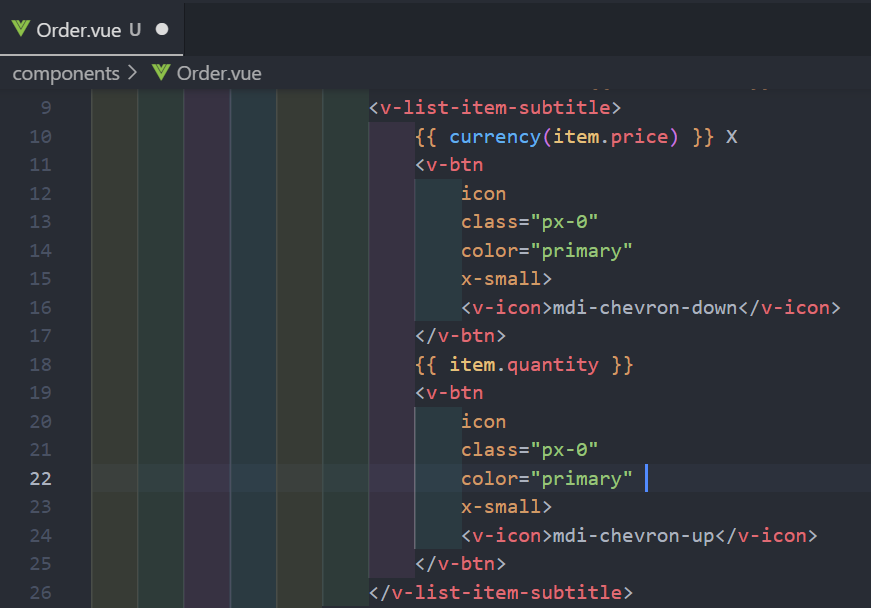 Order.vue U
components > Order.vue
9 <v-list-item-subtitle>
10 {{ currency(item.price) }} X
11 <v-btn
12 icon
13 class="px-0"
14 color="primary"
15 x-small>
16 <v-icon>mdi-chevron-down</v-icon>
17 </v-btn>
18 {{ item.quantity }}
19 <v-btn
20 icon
21 class="px-0"
22 color="primary"
23 x-small>
24 <v-icon>mdi-chevron-up</v-icon>
25 </v-btn>
26 </v-list-item-subtitle>